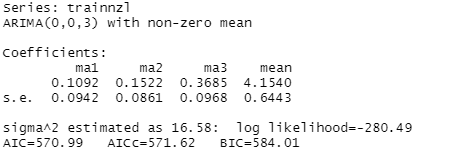 Series: trainnzl
ARIMA(0,0,3) with non-zero mean
Coefficients:
ma1 ma2 ma3 mean
0.1092 0.1522 0.3685 4.1540
s.e. 0.0942 0.0861 0.0968 0.6443
sigma^2 estimated as 16.58: log likelihood=-280.49
AIC=570.99 AICc=571.62 BIC=584.01